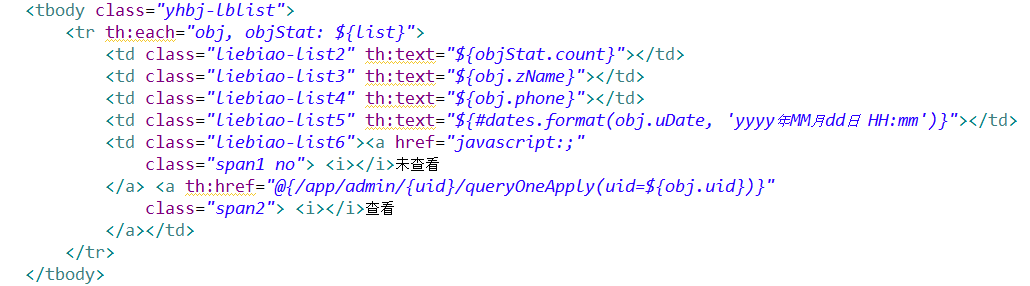 <tbody class="yhbj-lblist">
<tr th:each="obj, objStat: ${list}">
<td class="liebiao-list2" th:text="${objStat.count}"></td>
<td class="liebiao-list3" th:text="${obj.zName}"></td>
<td class="liebiao-list4" th:text="${obj.phone}"></td>
<td class="liebiao-list5" th:text="${#dates.format(obj.uDate, 'yyyy年MM月dd日 HH:mm')}"></td>
<td class="liebiao-list6"><a href="javascript:;"
class="span1 no"> <i></i>未查看
</a> <a th:href="@{/app/admin/{uid}/queryOneApply(uid=${obj.uid})}"
class="span2"> <i></i>查看
</a></td>
</tr>
</tbody>